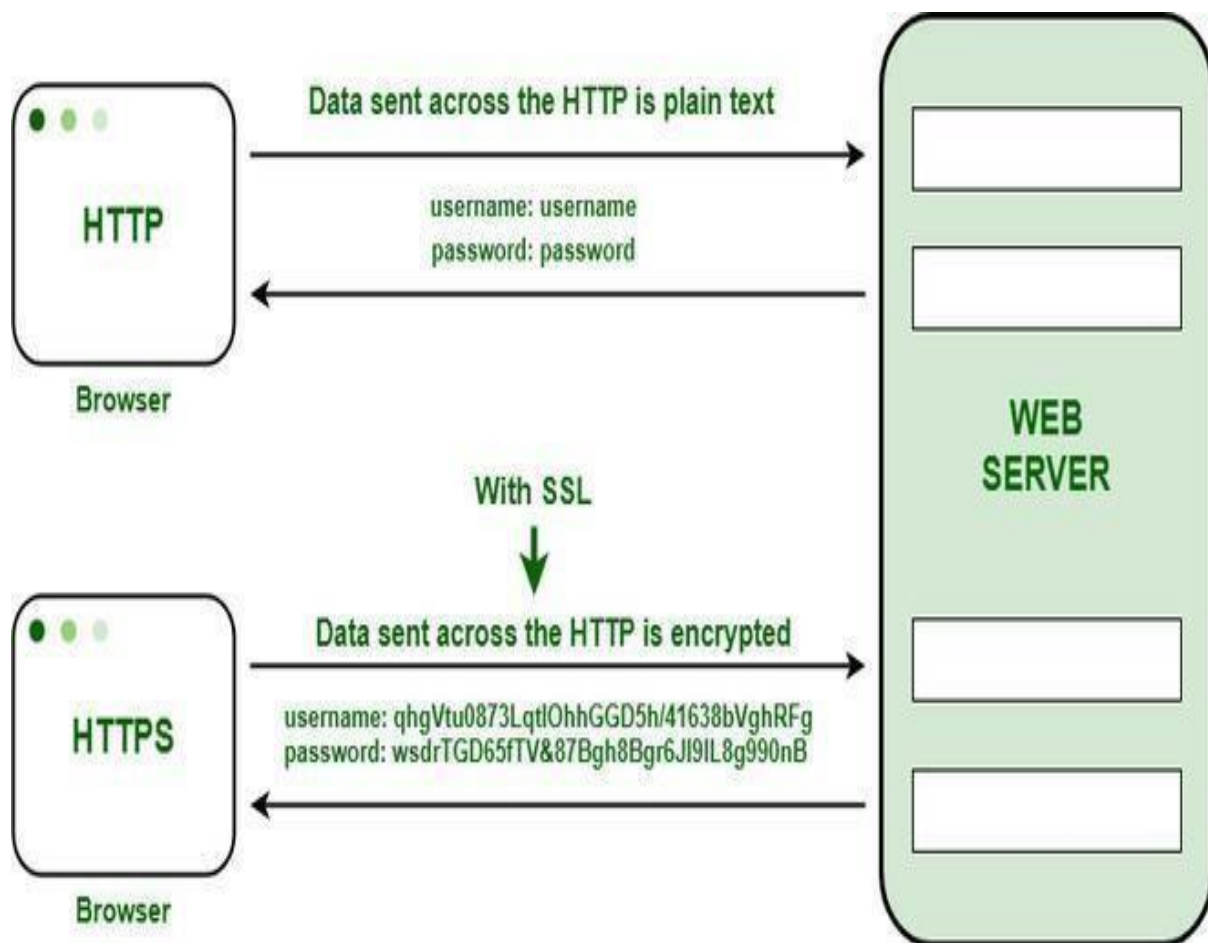 Data sent across the HTTP is plain text
HTTP
username: username
password: password
Browser
WEB
SERVER
With SSL
Data sent across the HTTP is encrypted
HTTPS
username: qhgVtu0873LqtlOhhGGD5h/41638bVghRFg
password: wsdrTGD65fTV&87Bgh8Bgr6Jl9lL8g990nB
Browser